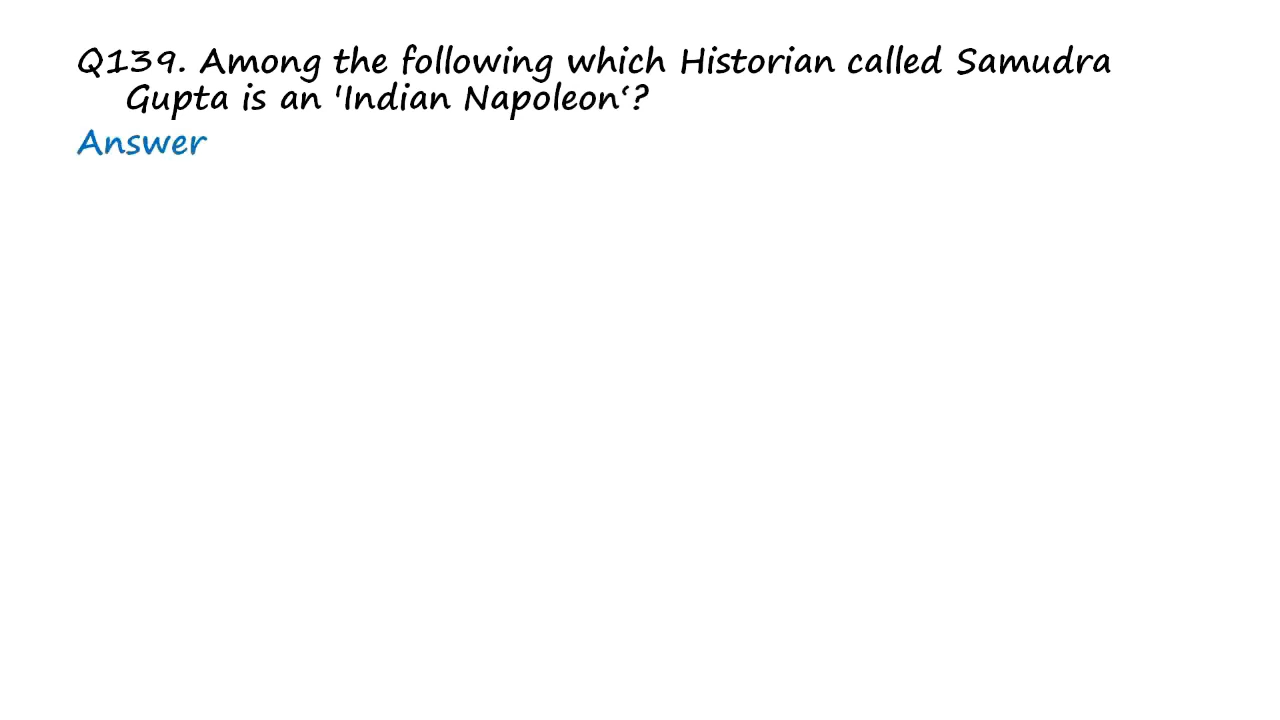 Q139. Among the following which Historian called Samudra
Gupta is an 'Indian Napoleon‘?
Answer